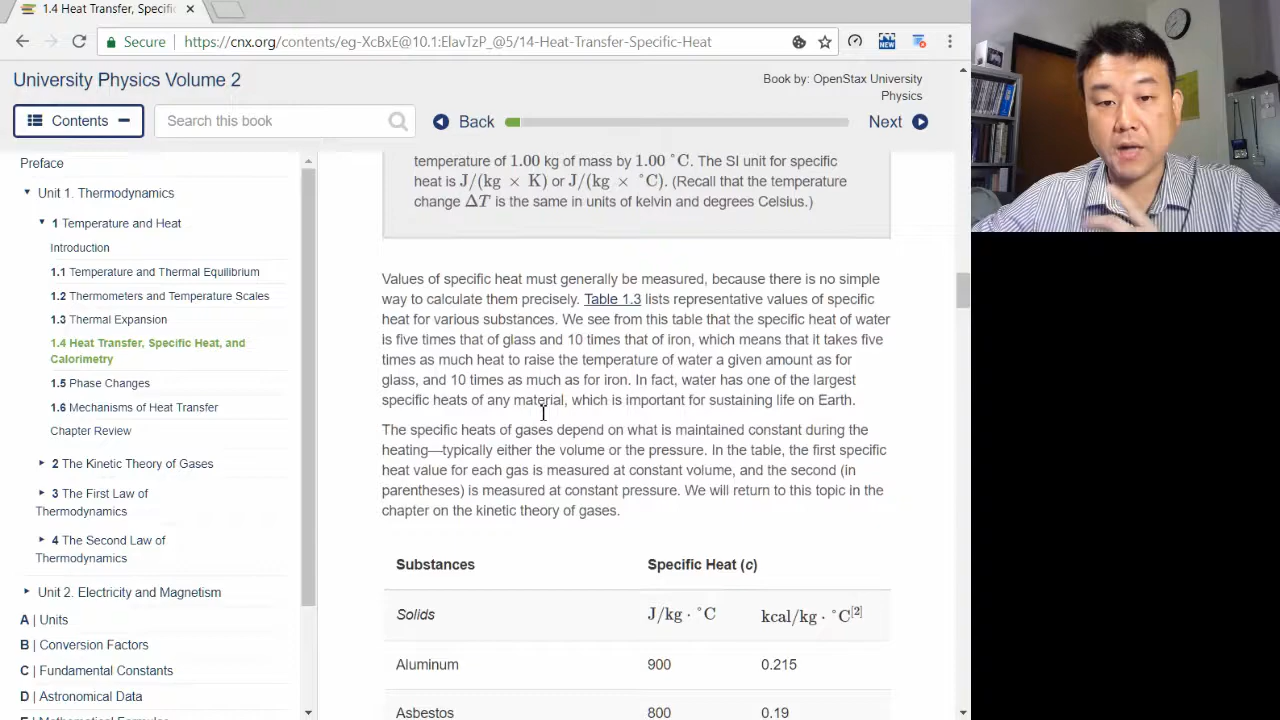 1.4 Heat Transfer, Specific
Secure https://cnx.org/contents/eg-XcBxE@10.1:ElavTzP_@5/14-Heat-Transfer-Specific-Heat
NEW
University Physics Volume 2
Book by: OpenStax University
Physics
Contents
Search this book
Back
Next
Preface
Unit 1. Thermodynamics
1 Temperature and Heat
Introduction
1.1 Temperature and Thermal Equilibrium
1.2 Thermometers and Temperature Scales
1.3 Thermal Expansion
1.4 Heat Transfer, Specific Heat, and
Calorimetry
1.5 Phase Changes
1.6 Mechanisms of Heat Transfer
Chapter Review
2 The Kinetic Theory of Gases
3 The First Law of
Thermodynamics
4 The Second Law of
Thermodynamics
Unit 2. Electricity and Magnetism
A | Units
B | Conversion Factors
C | Fundamental Constants
D | Astronomical Data
temperature of 1.00 kg of mass by 1.00 °C. The SI unit for specific
heat is J/(kg × K) or J/(kg × °C). (Recall that the temperature
change ΔT is the same in units of kelvin and degrees Celsius.)
Values of specific heat must generally be measured, because there is no simple
way to calculate them precisely. Table 1.3 lists representative values of specific
heat for various substances. We see from this table that the specific heat of water
is five times that of glass and 10 times that of iron, which means that it takes five
times as much heat to raise the temperature of water a given amount as for
glass, and 10 times as much as for iron. In fact, water has one of the largest
specific heats of any material, which is important for sustaining life on Earth.
The specific heats of gases depend on what is maintained constant during the
heating—typically either the volume or the pressure. In the table, the first specific
heat value for each gas is measured at constant volume, and the second (in
parentheses) is measured at constant pressure. We will return to this topic in the
chapter on the kinetic theory of gases.
Substances Specific Heat (c)
Solids J/kg · °C kcal/kg · °C[2]
Aluminum 900 0.215
Asbestos 800 0.19